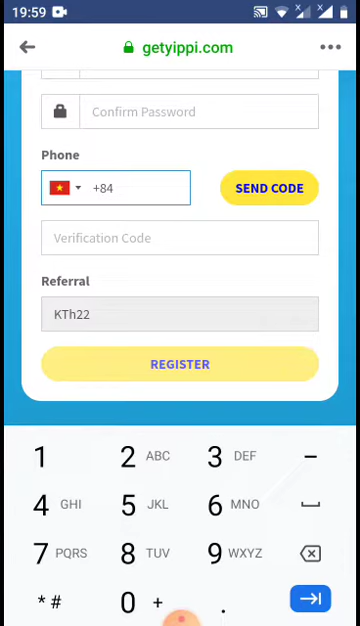 19:59
getyippi.com
Confirm Password
Phone
+84
SEND CODE
Verification Code
Referral
KTh22
REGISTER
1 2 ABC 3 DEF –
4 GHI 5 JKL 6 MNO
7 PQRS 8 TUV 9 WXYZ
* # 0 + .